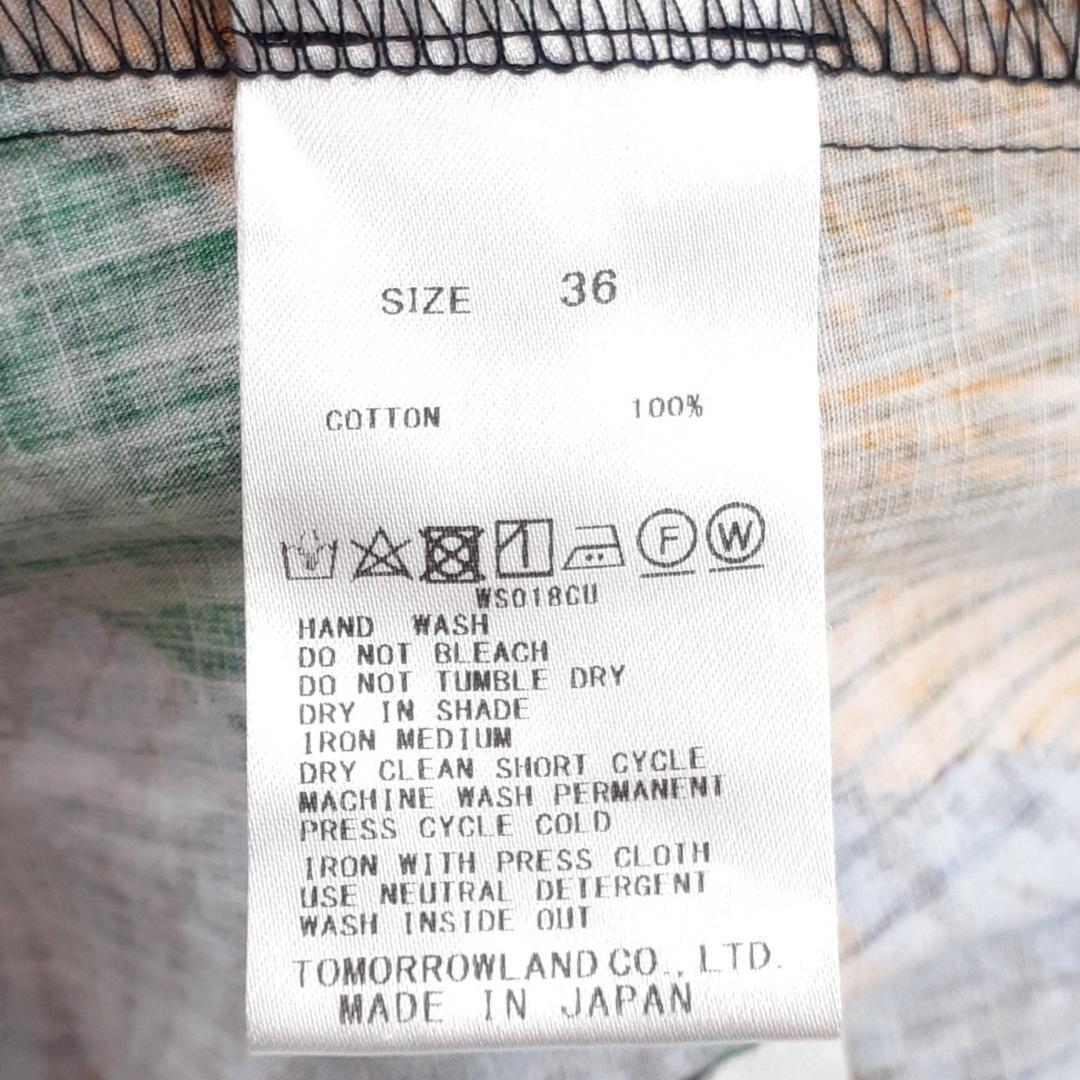 SIZE 36
COTTON 100%
F W
WS018CU
HAND WASH
DO NOT BLEACH
DO NOT TUMBLE DRY
DRY IN SHADE
IRON MEDIUM
DRY CLEAN SHORT CYCLE
MACHINE WASH PERMANENT
PRESS CYCLE COLD
IRON WITH PRESS CLOTH
USE NEUTRAL DETERGENT
WASH INSIDE OUT
TOMORROWLAND CO., LTD.
MADE IN JAPAN